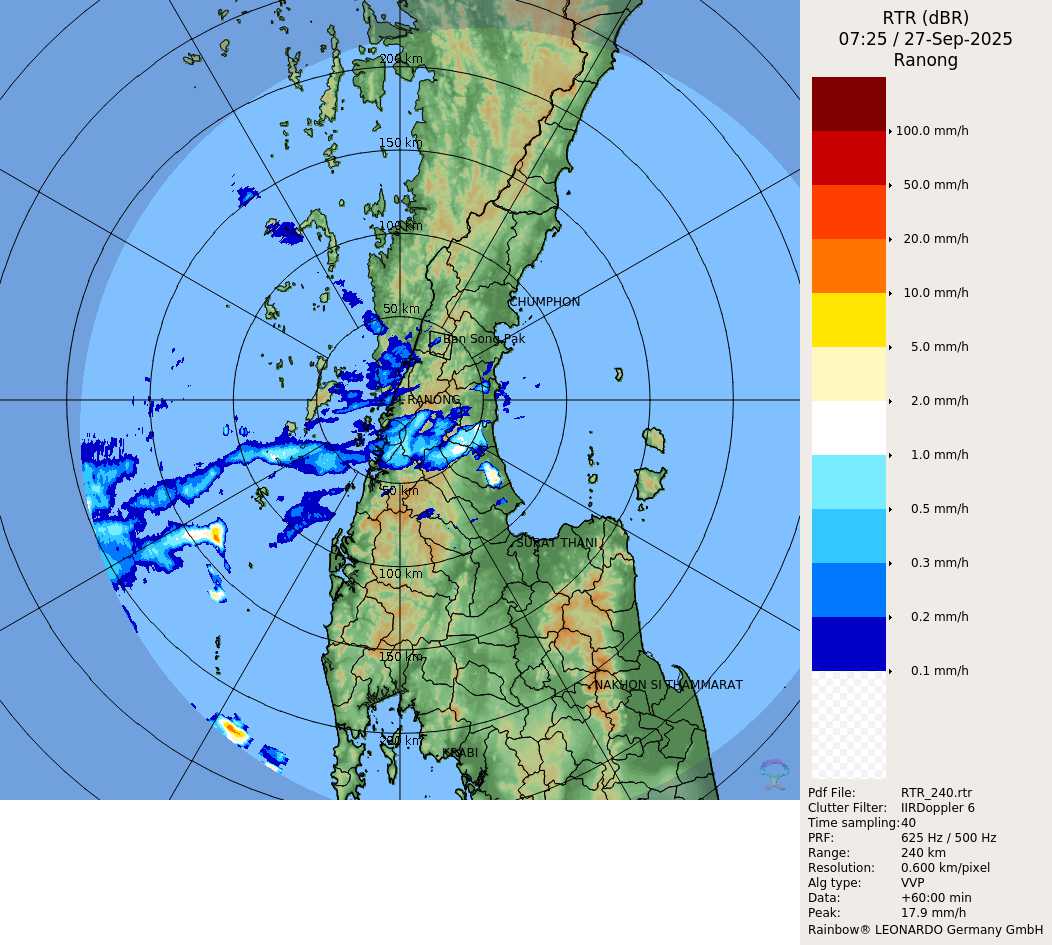 RTR (dBR)
07:25 / 27-Sep-2025
Ranong
200 km
150 km
100 km
50 km
CHUMPHON
Ban Song Pak
RANONG
50 km
SURAT THANI
100 km
150 km
NAKHON SI THAMMARAT
200 km
KRABI
100.0 mm/h
50.0 mm/h
20.0 mm/h
10.0 mm/h
5.0 mm/h
2.0 mm/h
1.0 mm/h
0.5 mm/h
0.3 mm/h
0.2 mm/h
0.1 mm/h
Pdf File: RTR_240.rtr
Clutter Filter: IIRDoppler 6
Time sampling:40
PRF: 625 Hz / 500 Hz
Range: 240 km
Resolution: 0.600 km/pixel
Alg type: VVP
Data: +60:00 min
Peak: 17.9 mm/h
Rainbow® LEONARDO Germany GmbH